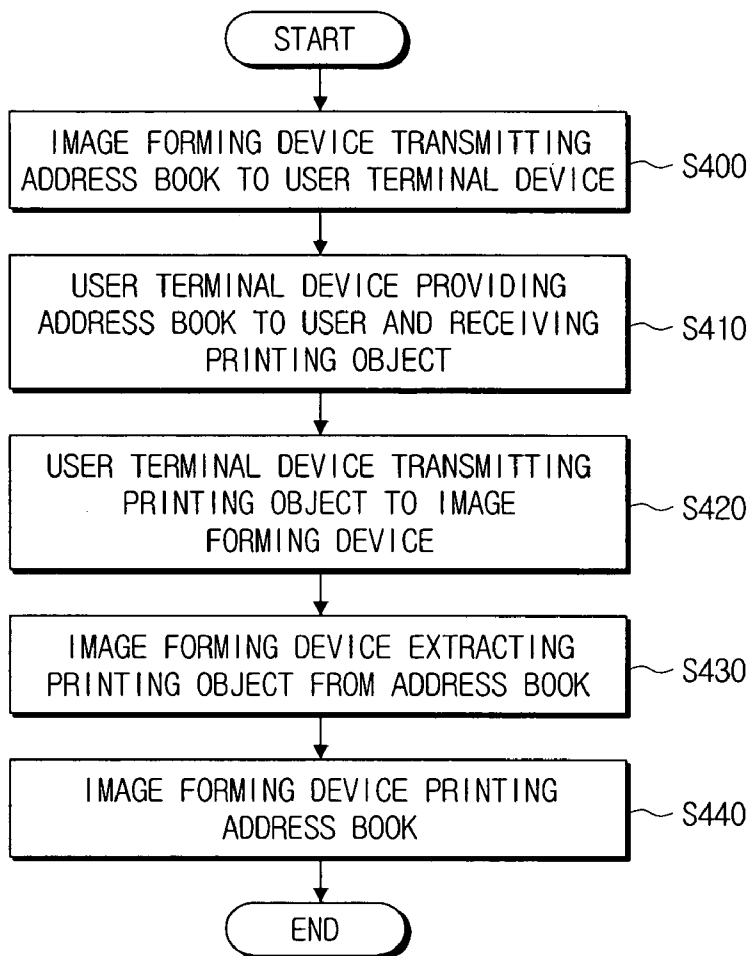 START
IMAGE FORMING DEVICE TRANSMITTING
ADDRESS BOOK TO USER TERMINAL DEVICE
S400
USER TERMINAL DEVICE PROVIDING
ADDRESS BOOK TO USER AND RECEIVING
PRINTING OBJECT
S410
USER TERMINAL DEVICE TRANSMITTING
PRINTING OBJECT TO IMAGE
FORMING DEVICE
S420
IMAGE FORMING DEVICE EXTRACTING
PRINTING OBJECT FROM ADDRESS BOOK
S430
IMAGE FORMING DEVICE PRINTING
ADDRESS BOOK
S440
END